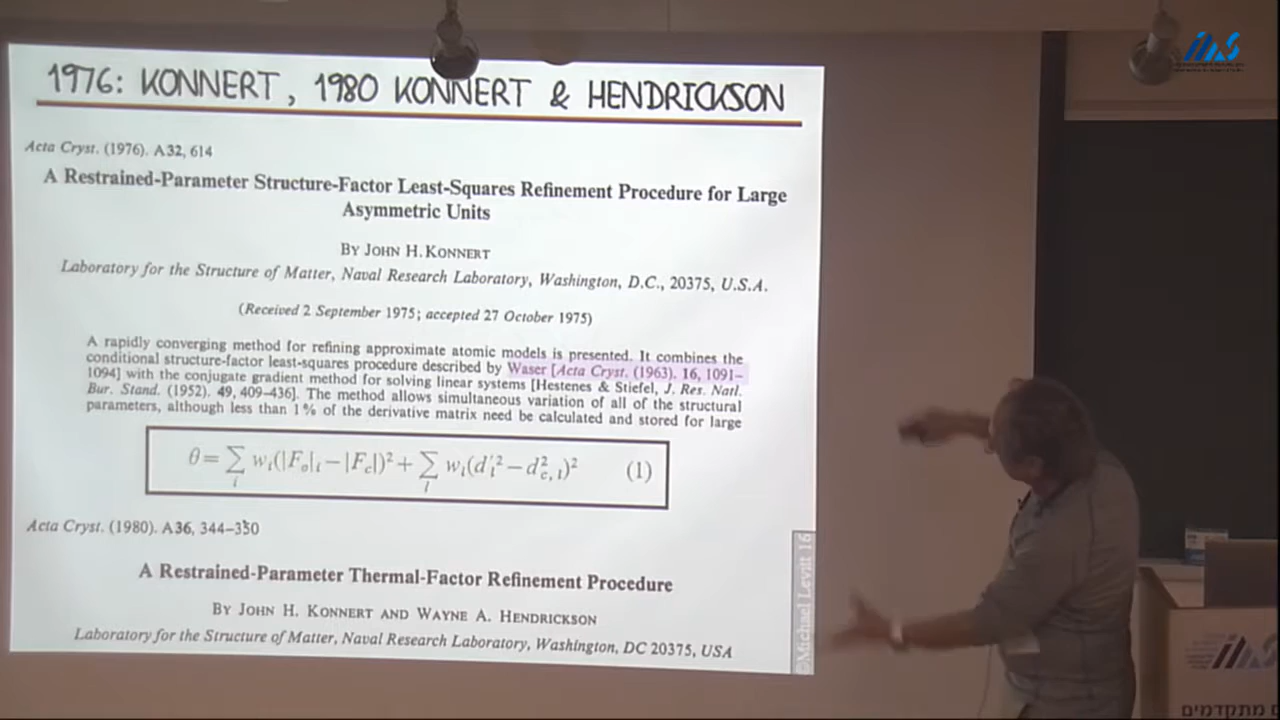 1976: KONNERT, 1980 KONNERT & HENDRICKSON
Acta Cryst. (1976). A32, 614
A Restrained-Parameter Structure-Factor Least-Squares Refinement Procedure for Large
Asymmetric Units
BY JOHN H. KONNERT
Laboratory for the Structure of Matter, Naval Research Laboratory, Washington, D.C., 20375, U.S.A.
(Received 2 September 1975; accepted 27 October 1975)
A rapidly converging method for refining approximate atomic models is presented. It combines the
conditional structure-factor least-squares procedure described by Waser [Acta Cryst. (1963). 16, 1091–
1094] with the conjugate gradient method for solving linear systems [Hestenes & Stiefel, J. Res. Natl.
Bur. Stand. (1952). 49, 409–436]. The method allows simultaneous variation of all of the structural
parameters, although less than 1% of the derivative matrix need be calculated and stored for large
θ = ∑ᵢ wᵢ(|Fₒ|ᵢ − |F꜀|)² + ∑ₗ wₗ(d′ₗ² − d²c, l)² (1)
Acta Cryst. (1980). A36, 344–350
A Restrained-Parameter Thermal-Factor Refinement Procedure
BY JOHN H. KONNERT AND WAYNE A. HENDRICKSON
Laboratory for the Structure of Matter, Naval Research Laboratory, Washington, DC 20375, USA
©Michael Levitt 16
מתקדמים